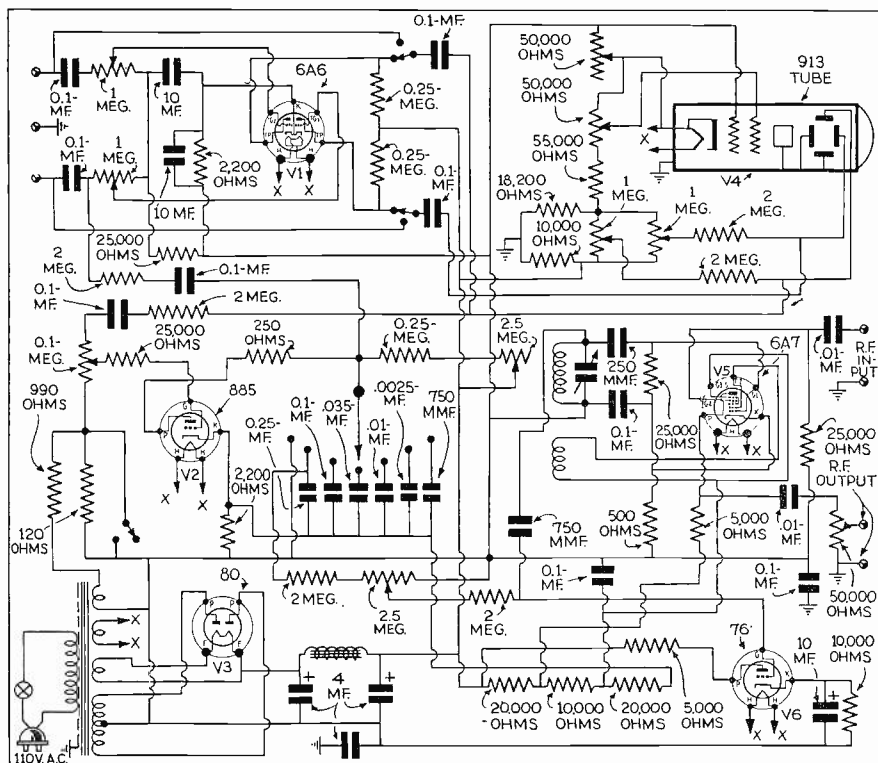 0.1-MF.
1 MEG.
10 MF.
6A6
K
G2
G1
P
P
H
H
V1
X
X
0.1-MF.
0.25-MEG.
0.25-MEG.
0.1-MF.
50,000 OHMS
50,000 OHMS
55,000 OHMS
913 TUBE
X
V4
0.1-MF.
1 MEG.
2,200 OHMS
10 MF.
18,200 OHMS
10,000 OHMS
1 MEG.
1 MEG.
2 MEG.
2 MEG.
25,000 OHMS
2 MEG.
0.1-MF.
0.1-MF.
2 MEG.
0.1-MEG.
25,000 OHMS
250 OHMS
0.25-MEG.
2.5 MEG.
885
G
P
K
H
H
V2
X
X
990 OHMS
120 OHMS
2,200 OHMS
0.25-MF.
0.1-MF.
.035-MF.
.01-MF.
.0025-MF.
750 MMF.
250 MMF.
0.1-MF.
25,000 OHMS
6A7
V5
P
K
H
H
X
X
.01-MF.
R.F. INPUT
25,000 OHMS
R.F. OUTPUT
750 MMF.
500 OHMS
5,000 OHMS
.01-MF.
50,000 OHMS
0.1-MF.
0.1-MF.
2 MEG.
2.5 MEG.
2 MEG.
80
P
P
F
F
V3
X
X
4 MF.
+
+
110V. A.C.
20,000 OHMS
10,000 OHMS
20,000 OHMS
5,000 OHMS
76
G
P
K
H
H
V6
X
X
10 MF.
+
10,000 OHMS